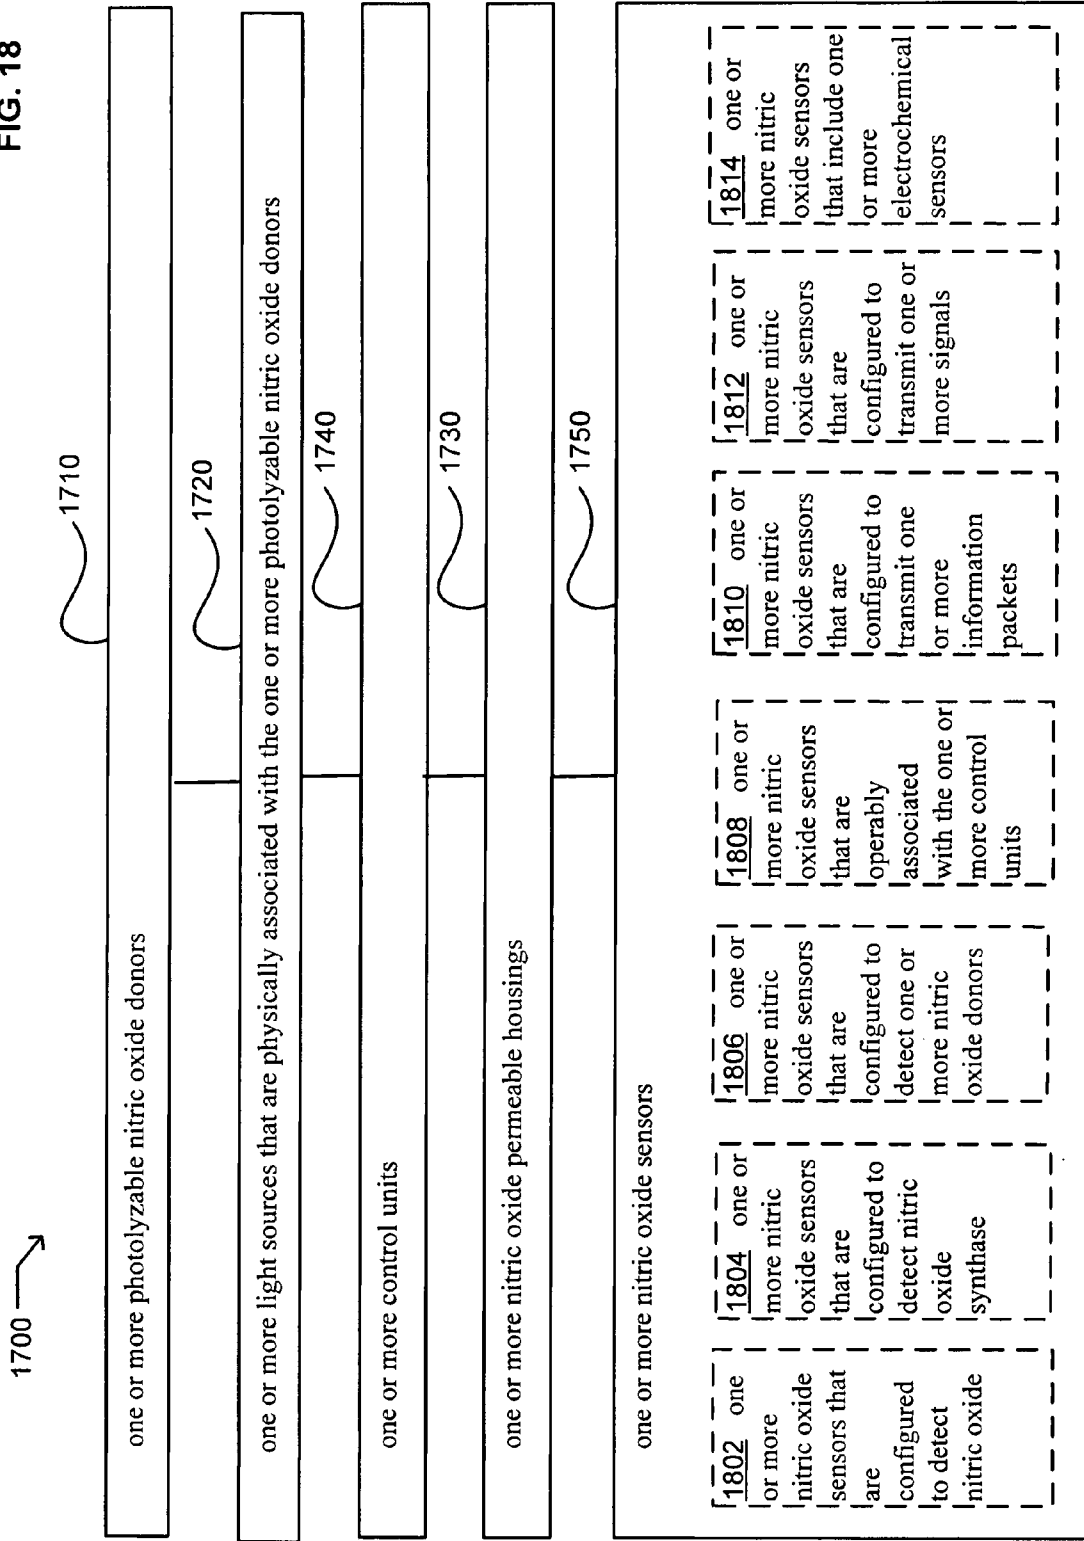 FIG. 18
1700
1710
one or more photolyzable nitric oxide donors
1720
one or more light sources that are physically associated with the one or more photolyzable nitric oxide donors
1740
one or more control units
1730
one or more nitric oxide permeable housings
1750
one or more nitric oxide sensors
1802 one
or more
nitric oxide
sensors that
are
configured
to detect
nitric oxide
1804 one or
more nitric
oxide sensors
that are
configured to
detect nitric
oxide
synthase
1806 one or
more nitric
oxide sensors
that are
configured to
detect one or
more nitric
oxide donors
1808 one or
more nitric
oxide sensors
that are
operably
associated
with the one or
more control
units
1810 one or
more nitric
oxide sensors
that are
configured to
transmit one
or more
information
packets
1812 one or
more nitric
oxide sensors
that are
configured to
transmit one or
more signals
1814 one or
more nitric
oxide sensors
that include one
or more
electrochemical
sensors